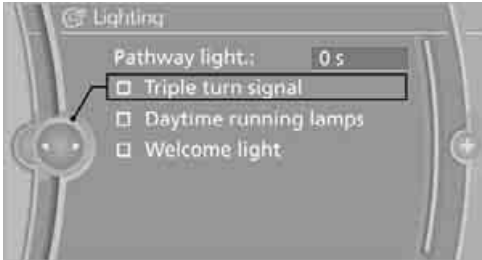 Lighting
Pathway light.: 0 s
Triple turn signal
Daytime running lamps
Welcome light